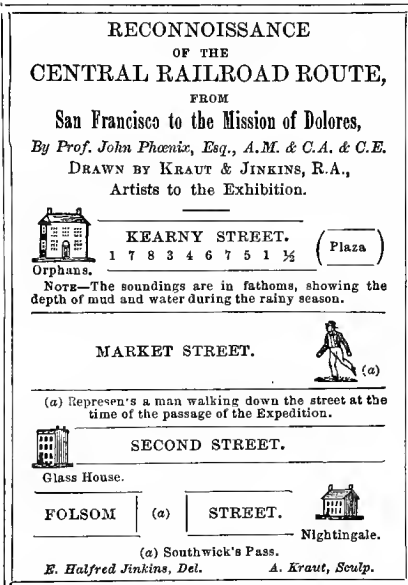 RECONNOISSANCE
OF THE
CENTRAL RAILROAD ROUTE,
FROM
San Francisco to the Mission of Dolores,
By Prof. John Phœnix, Esq., A.M. & C.A. & C.E.
DRAWN BY KRAUT & JINKINS, R.A.,
Artists to the Exhibition.
KEARNY STREET.
1 7 8 3 4 6 7 5 1 ½
Plaza
Orphans.
NOTE—The soundings are in fathoms, showing the
depth of mud and water during the rainy season.
MARKET STREET.
(a)
(a) Represen's a man walking down the street at the
time of the passage of the Expedition.
SECOND STREET.
Glass House.
FOLSOM (a) STREET.
Nightingale.
(a) Southwick's Pass.
E. Halfred Jinkins, Del. A. Kraut, Sculp.